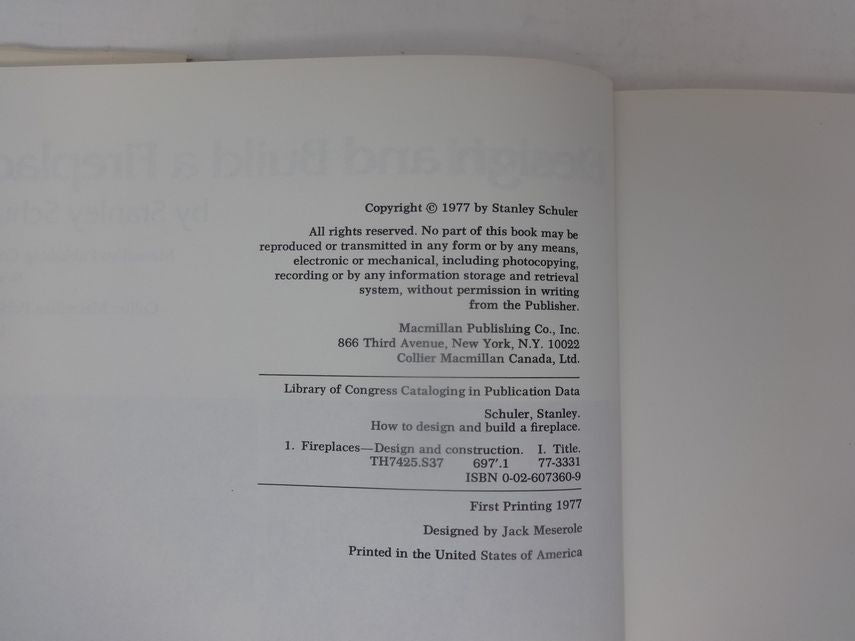 Copyright © 1977 by Stanley Schuler
All rights reserved. No part of this book may be
reproduced or transmitted in any form or by any means,
electronic or mechanical, including photocopying,
recording or by any information storage and retrieval
system, without permission in writing
from the Publisher.
Macmillan Publishing Co., Inc.
866 Third Avenue, New York, N.Y. 10022
Collier Macmillan Canada, Ltd.
Library of Congress Cataloging in Publication Data
Schuler, Stanley.
How to design and build a fireplace.
1. Fireplaces—Design and construction. I. Title.
TH7425.S37 697'.1 77-3331
ISBN 0-02-607360-9
First Printing 1977
Designed by Jack Meserole
Printed in the United States of America